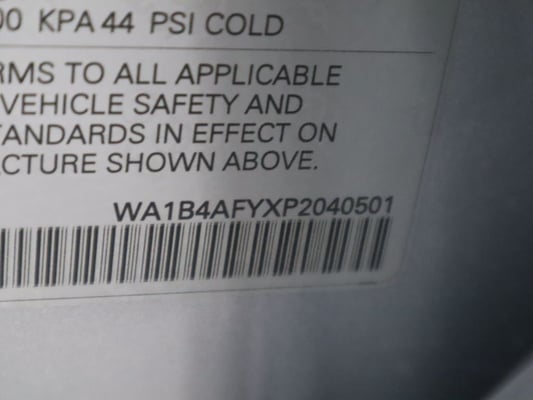 00 KPA 44 PSI COLD
RMS TO ALL APPLICABLE
VEHICLE SAFETY AND
TANDARDS IN EFFECT ON
CTURE SHOWN ABOVE.
WA1B4AFYXP2040501